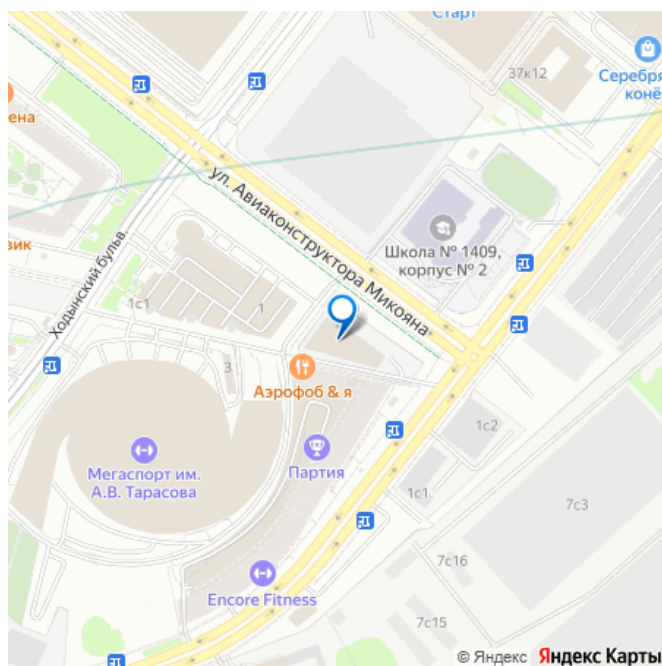 Старт
37к12
Серебря
конё
ена
ул. Авиаконструктора Микояна
Школа № 1409,
корпус № 2
вик
Ходынский бульв.
1с1
1
3
Аэрофоб & я
Мегаспорт им.
А.В. Тарасова
Партия
1с2
1с1
7с3
7с16
Encore Fitness
7с15
© Яндекс Яндекс Карты